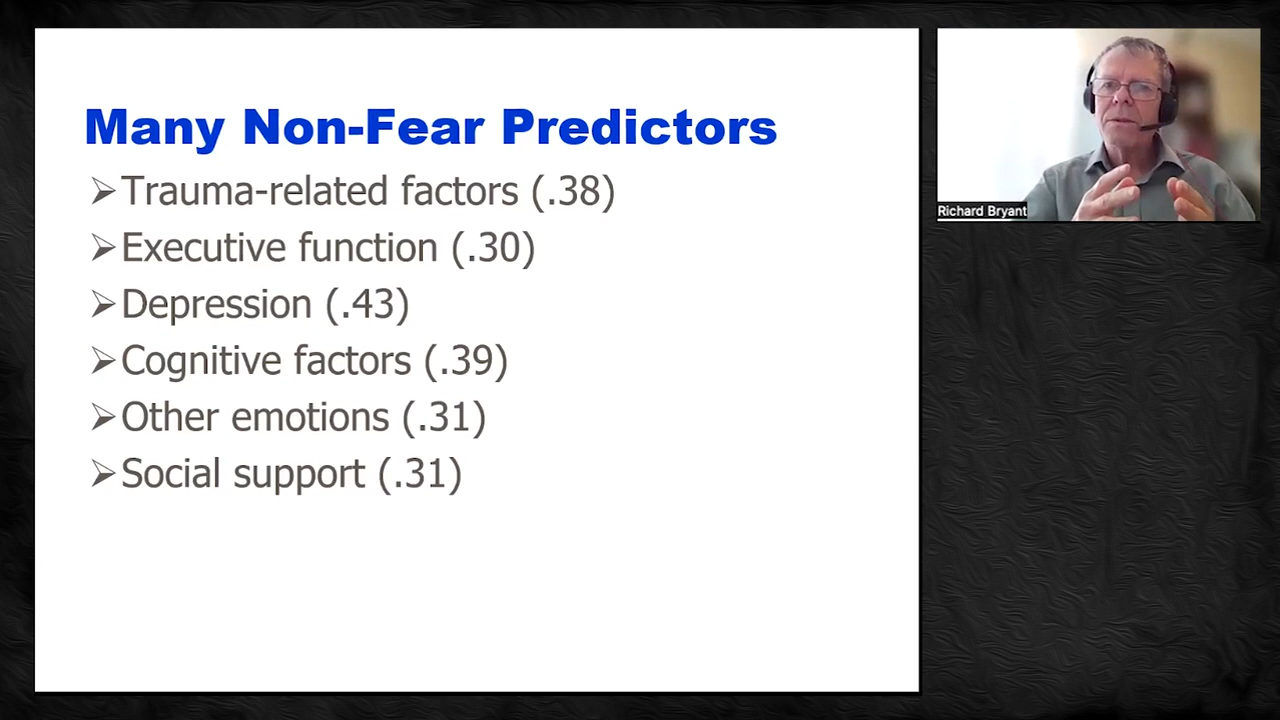 Many Non-Fear Predictors
➢Trauma-related factors (.38)
➢Executive function (.30)
➢Depression (.43)
➢Cognitive factors (.39)
➢Other emotions (.31)
➢Social support (.31)
Richard Bryant